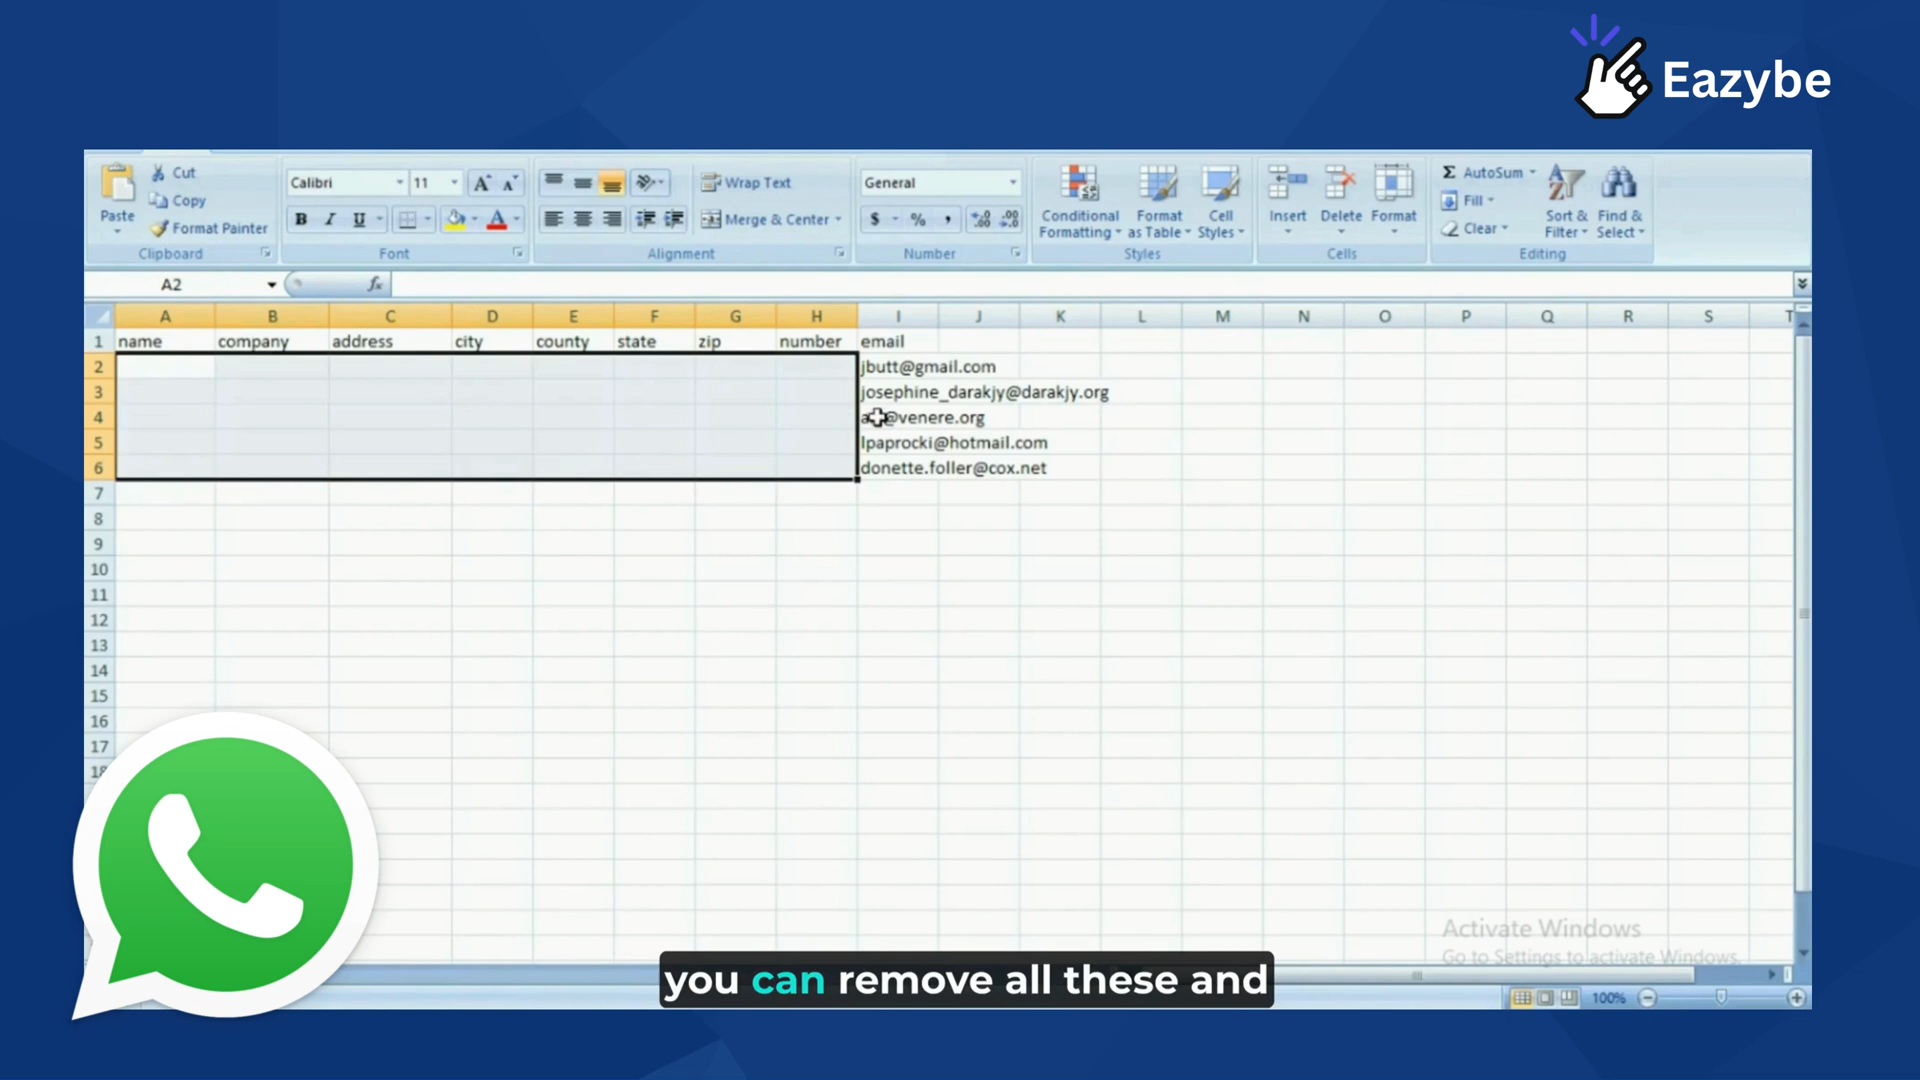 Eazybe
Cut
Copy
Format Painter
Paste
Clipboard
Calibri 11
A A
B I U A
Font
Wrap Text
Merge & Center
Alignment
General
$ % ,
Number
Conditional Formatting
Format as Table
Cell Styles
Styles
Insert Delete Format
Cells
Σ AutoSum
Fill
Clear
Sort & Filter
Find & Select
Editing
A2 fx
A B C D E F G H I J K L M N O P Q R S T
1 name company address city county state zip number email
2 jbutt@gmail.com
3 josephine_darakjy@darakjy.org
4 @venere.org
5 lpaprocki@hotmail.com
6 donette.foller@cox.net
7
8
9
10
11
12
13
14
15
16
17
18
Activate Windows
Go to Settings to activate Windows.
you can remove all these and
100%